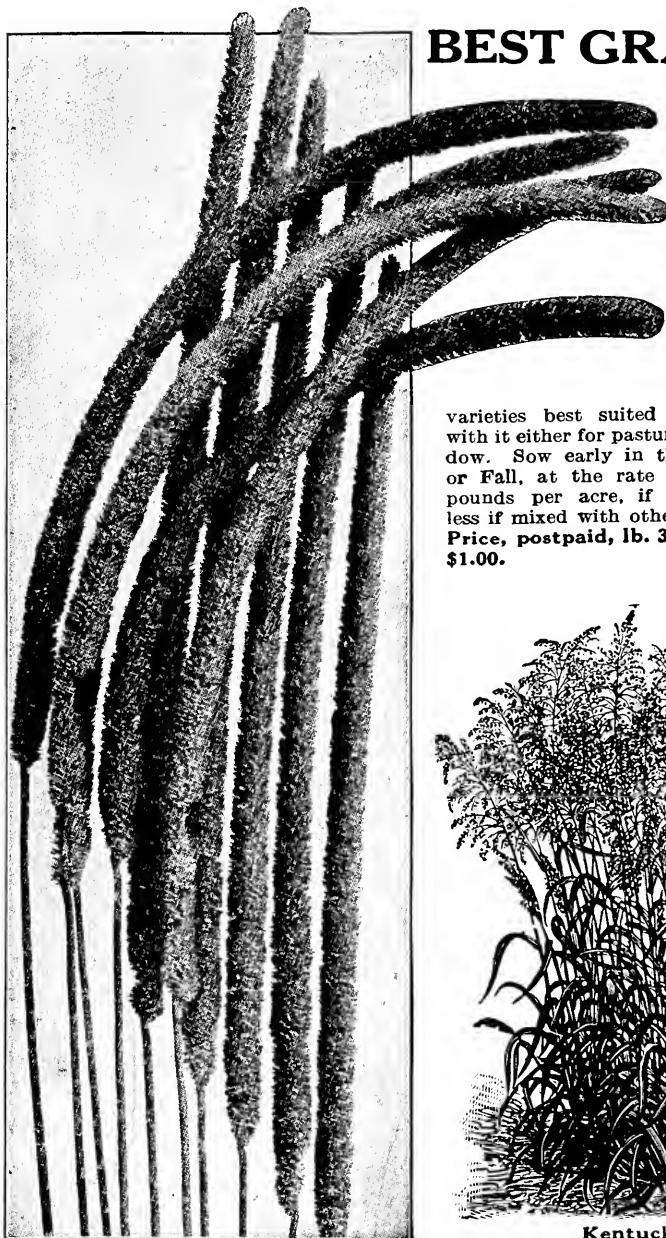 BEST GRA
varieties best suited
with it either for pastur
dow. Sow early in t
or Fall, at the rate
pounds per acre, if
less if mixed with othe
Price, postpaid, lb. 3
$1.00.
Kentuc